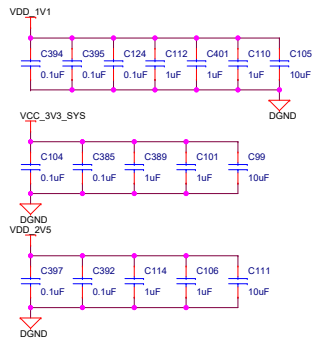 VDD_1V1
C394 C395 C124 C112 C401 C110 C105
0.1uF 0.1uF 0.1uF 1uF 1uF 1uF 10uF
DGND
VCC_3V3_SYS
C104 C385 C389 C101 C99
0.1uF 0.1uF 1uF 1uF 10uF
DGND
VDD_2V5
C397 C392 C114 C106 C111
0.1uF 0.1uF 1uF 1uF 10uF
DGND